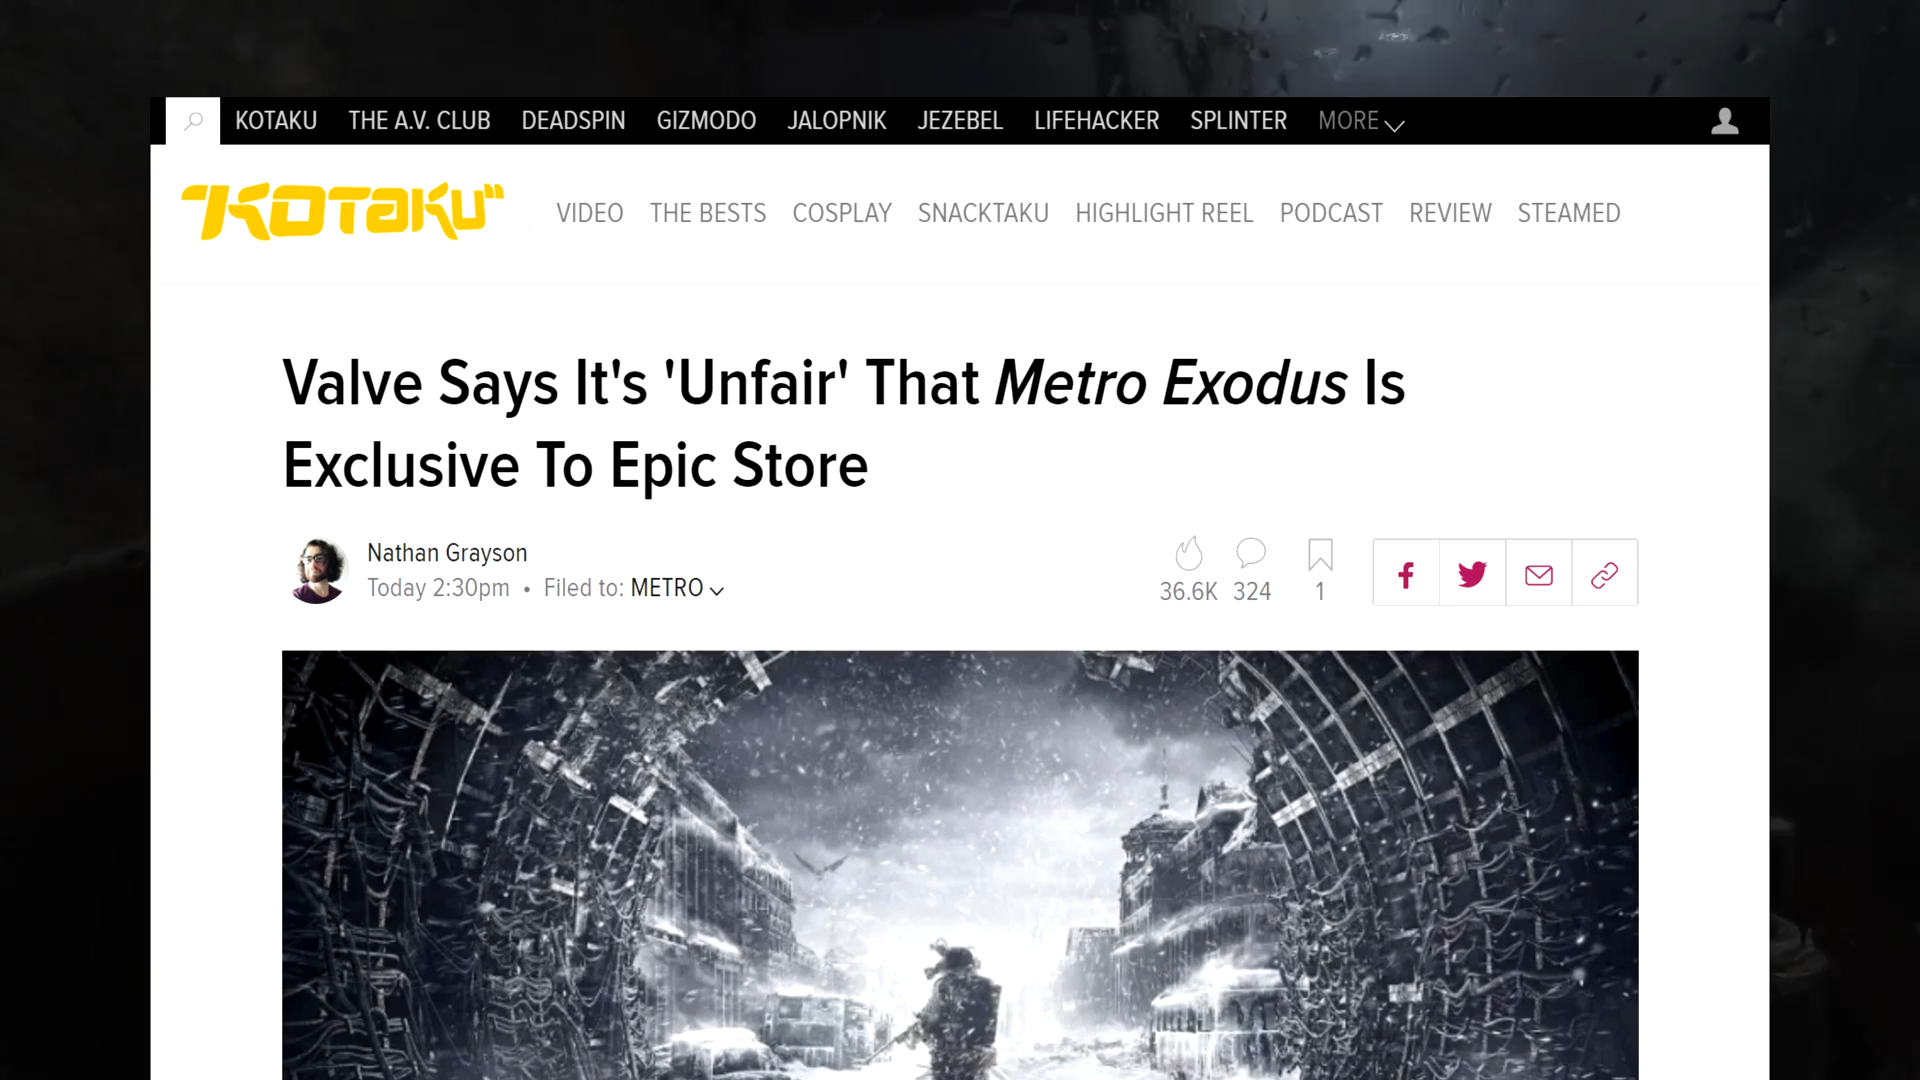 KOTAKU THE A.V. CLUB DEADSPIN GIZMODO JALOPNIK JEZEBEL LIFEHACKER SPLINTER MORE
"KOTaKU"
VIDEO THE BESTS COSPLAY SNACKTAKU HIGHLIGHT REEL PODCAST REVIEW STEAMED
Valve Says It's 'Unfair' That Metro Exodus Is
Exclusive To Epic Store
Nathan Grayson
Today 2:30pm • Filed to: METRO
36.6K 324 1